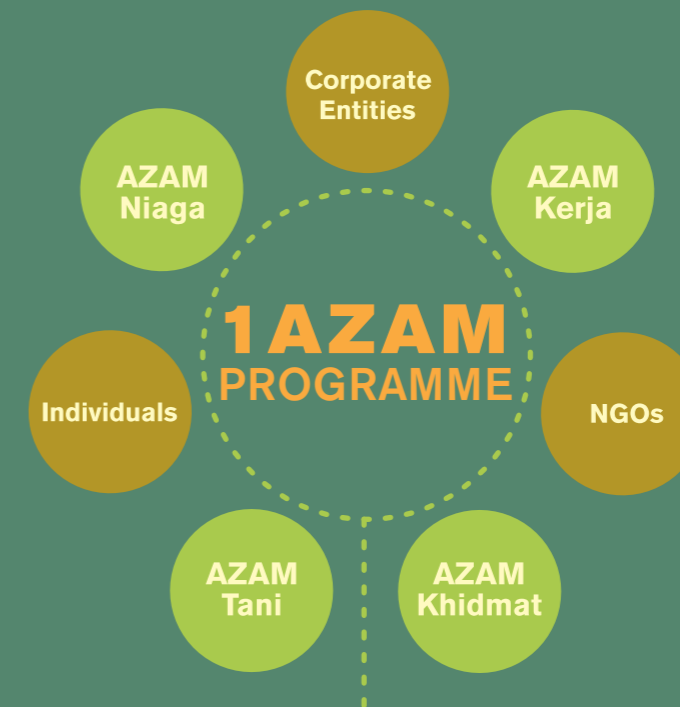 Corporate
Entities
AZAM
Niaga
AZAM
Kerja
1AZAM
PROGRAMME
Individuals
NGOs
AZAM
Tani
AZAM
Khidmat